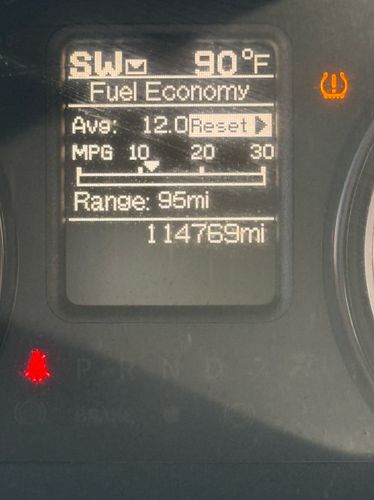 SW 90°F
Fuel Economy
Avg: 12.0 Reset
MPG 10 20 30
Range: 95mi
114769mi
P R N D